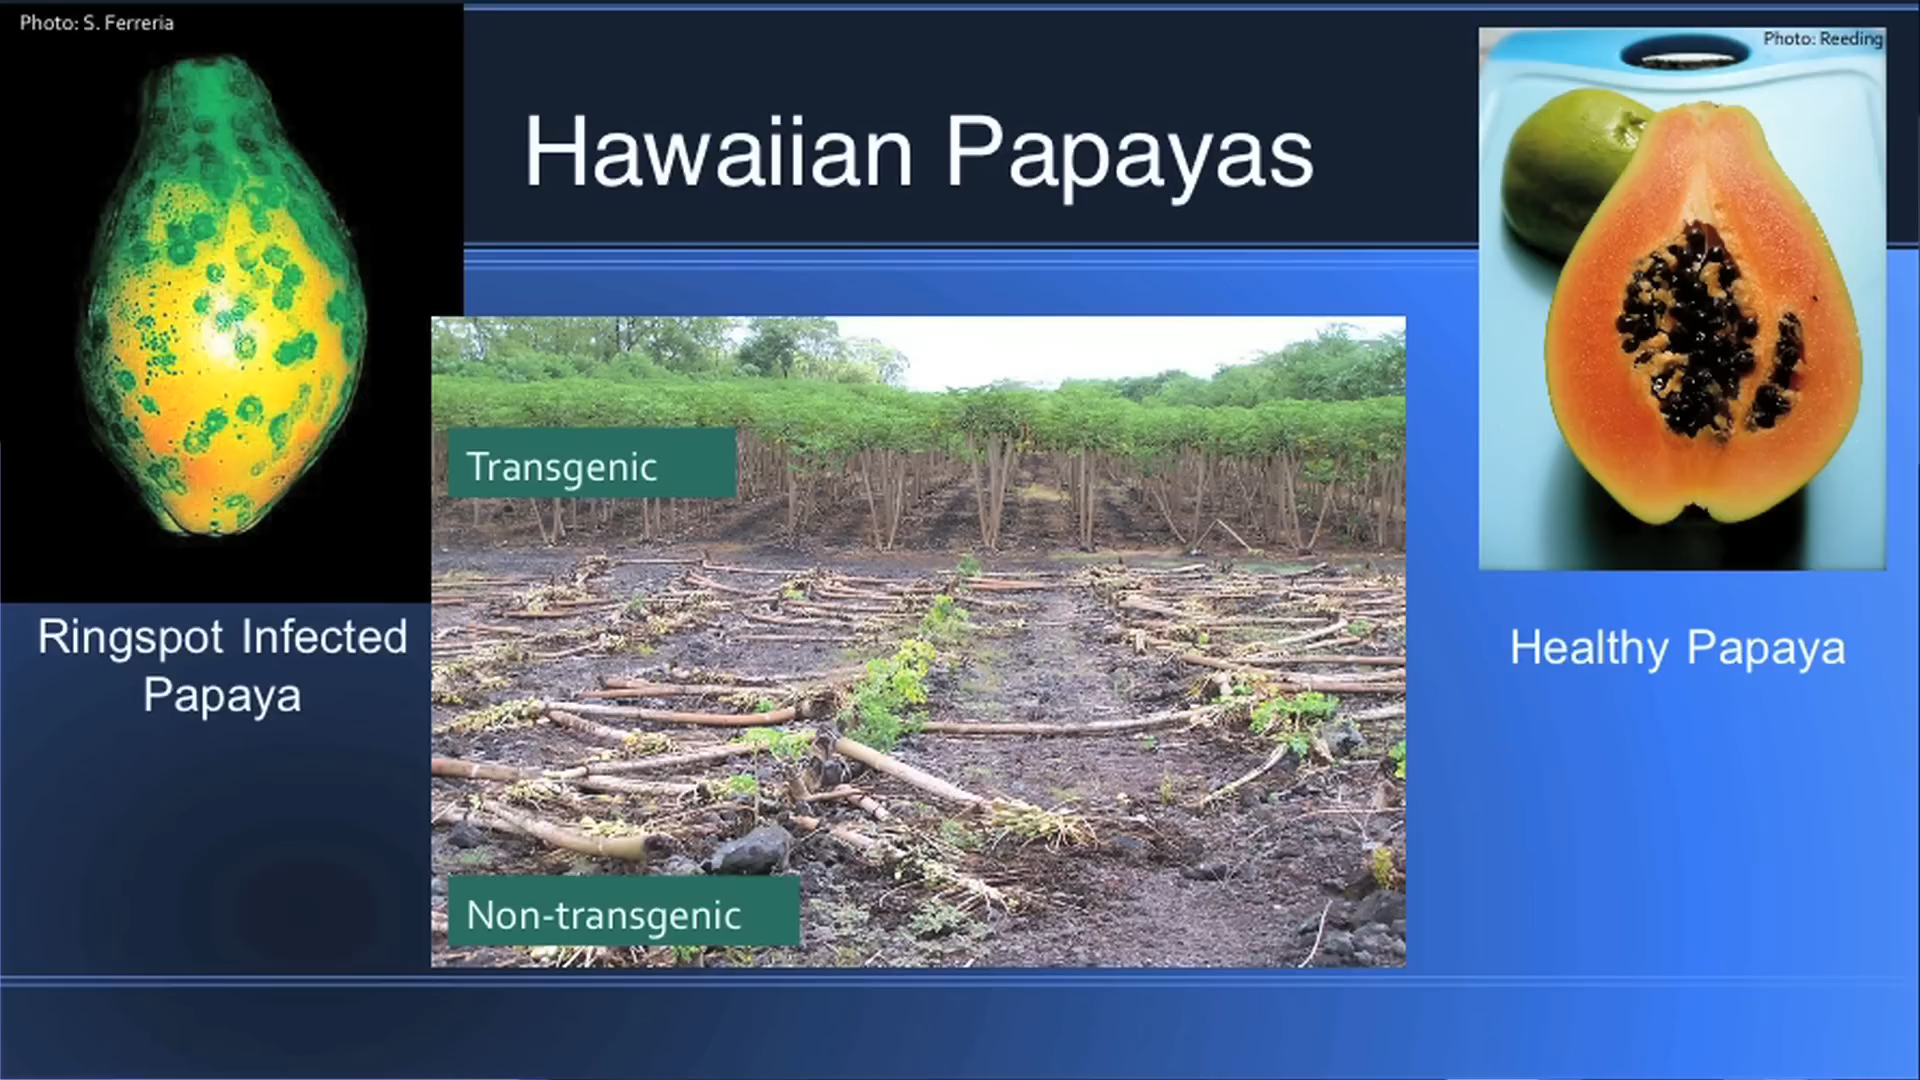 Photo: S. Ferreria
Photo: Reeding
Hawaiian Papayas
Transgenic
Ringspot Infected
Papaya
Healthy Papaya
Non-transgenic